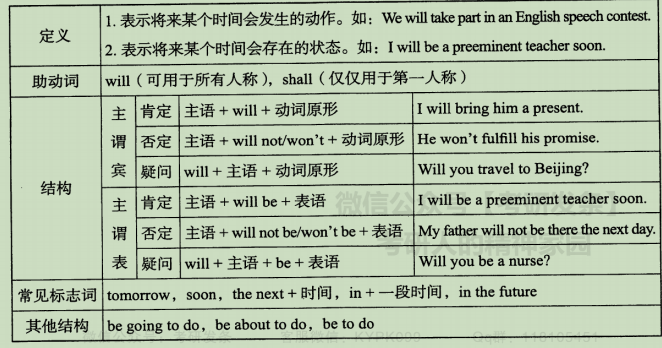 定义
1. 表示将来某个时间会发生的动作。如：We will take part in an English speech contest.
2. 表示将来某个时间会存在的状态。如：I will be a preeminent teacher soon.
助动词 will（可用于所有人称），shall（仅仅用于第一人称）
结构
主谓宾
肯定 主语 + will + 动词原形 I will bring him a present.
否定 主语 + will not/won't + 动词原形 He won't fulfill his promise.
疑问 will + 主语 + 动词原形 Will you travel to Beijing?
主谓表
肯定 主语 + will be + 表语 I will be a preeminent teacher soon.
否定 主语 + will not be/won't be + 表语 My father will not be there the next day.
疑问 will + 主语 + be + 表语 Will you be a nurse?
常见标志词 tomorrow，soon，the next + 时间，in + 一段时间，in the future
其他结构 be going to do，be about to do，be to do
微信公众号【考研发条】
考研人的精神家园